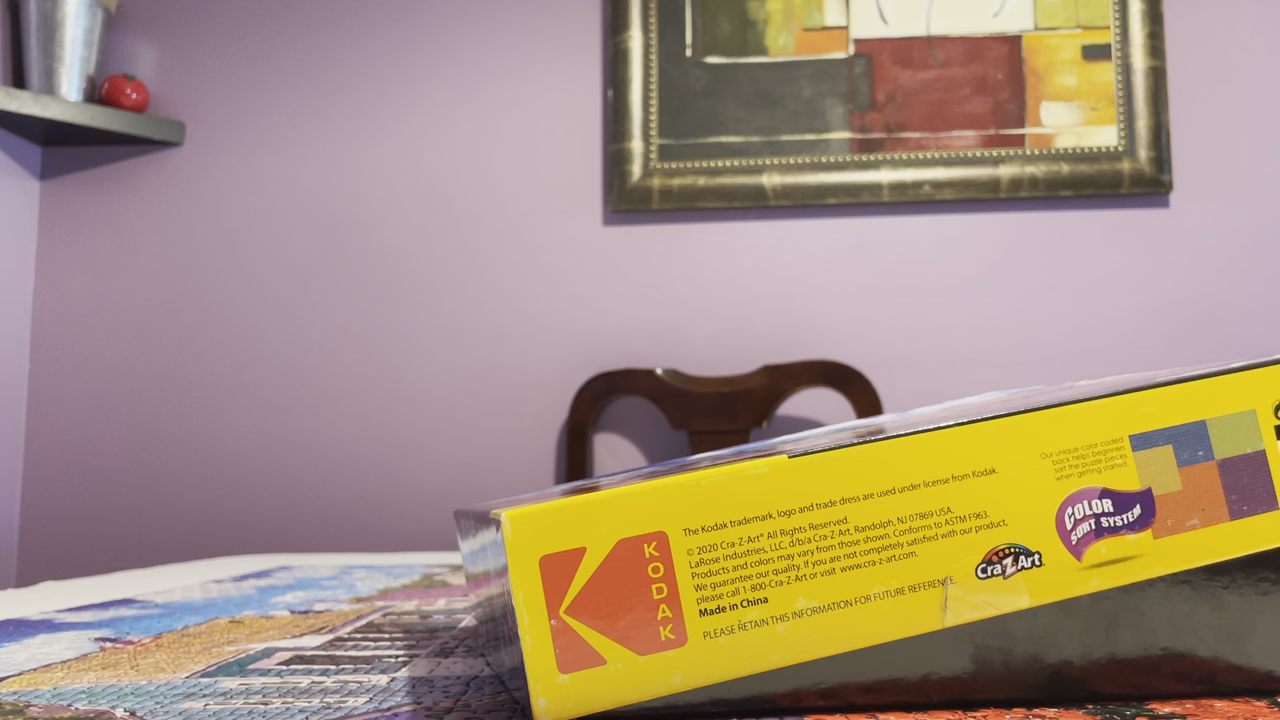 KODAK
The Kodak trademark, logo and trade dress are used under license from Kodak.
© 2020 Cra-Z-Art® All Rights Reserved.
LaRose Industries, LLC, d/b/a Cra-Z-Art, Randolph, NJ 07869 USA.
Products and colors may vary from those shown. Conforms to ASTM F963.
We guarantee our quality. If you are not completely satisfied with our product,
please call 1-800-Cra-Z-Art or visit www.cra-z-art.com.
Made in China
PLEASE RETAIN THIS INFORMATION FOR FUTURE REFERENCE.
Cra-Z-Art
Our unique color coded
back helps beginners
sort the puzzle pieces
when getting started.
COLOR
SORT SYSTEM